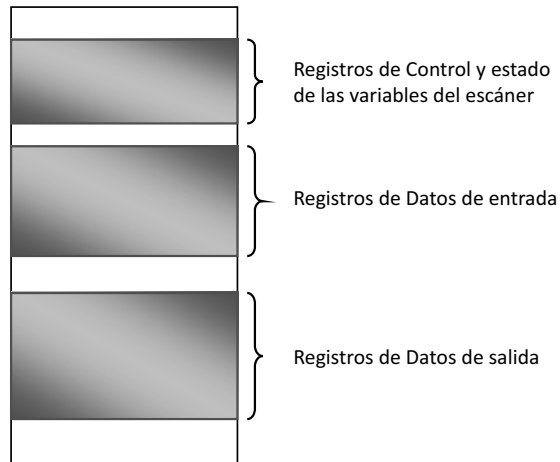 Registros de Control y estado
de las variables del escáner
Registros de Datos de entrada
Registros de Datos de salida